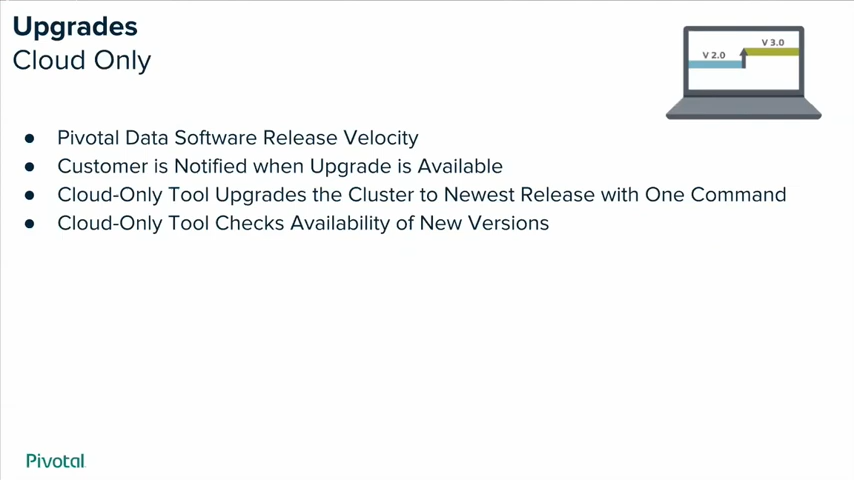 Upgrades
Cloud Only
V 2.0
V 3.0
● Pivotal Data Software Release Velocity
● Customer is Notified when Upgrade is Available
● Cloud-Only Tool Upgrades the Cluster to Newest Release with One Command
● Cloud-Only Tool Checks Availability of New Versions
Pivotal